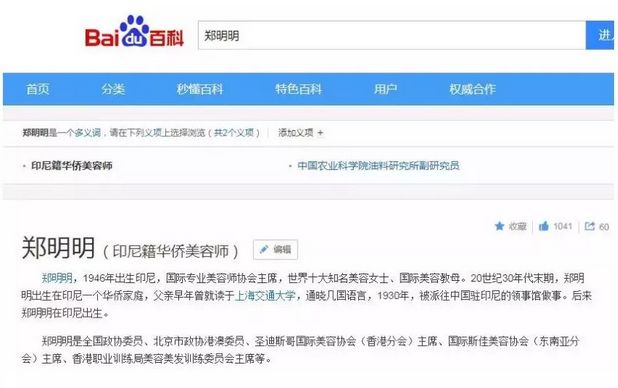 Bai du 百科
郑明明
进入
首页 分类 秒懂百科 特色百科 用户 权威合作
郑明明是一个多义词，请在下列义项上选择浏览（共2个义项） 添加义项 +
· 印尼籍华侨美容师 · 中国农业科学院油料研究所副研究员
收藏 1041 60
郑明明（印尼籍华侨美容师） 编辑
郑明明，1946年出生印尼，国际专业美容师协会主席，世界十大知名美容女士、国际美容教母。20世纪30年代末期，郑明
明出生在印尼一个华侨家庭，父亲早年曾就读于上海交通大学，通晓几国语言，1930年，被派往中国驻印尼的领事馆做事。后来
郑明明在印尼出生。
郑明明是全国政协委员、北京市政协港澳委员、圣迪斯哥国际美容协会（香港分会）主席、国际斯佳美容协会（东南亚分
会）主席、香港职业训练局美容美发训练委员会主席等。